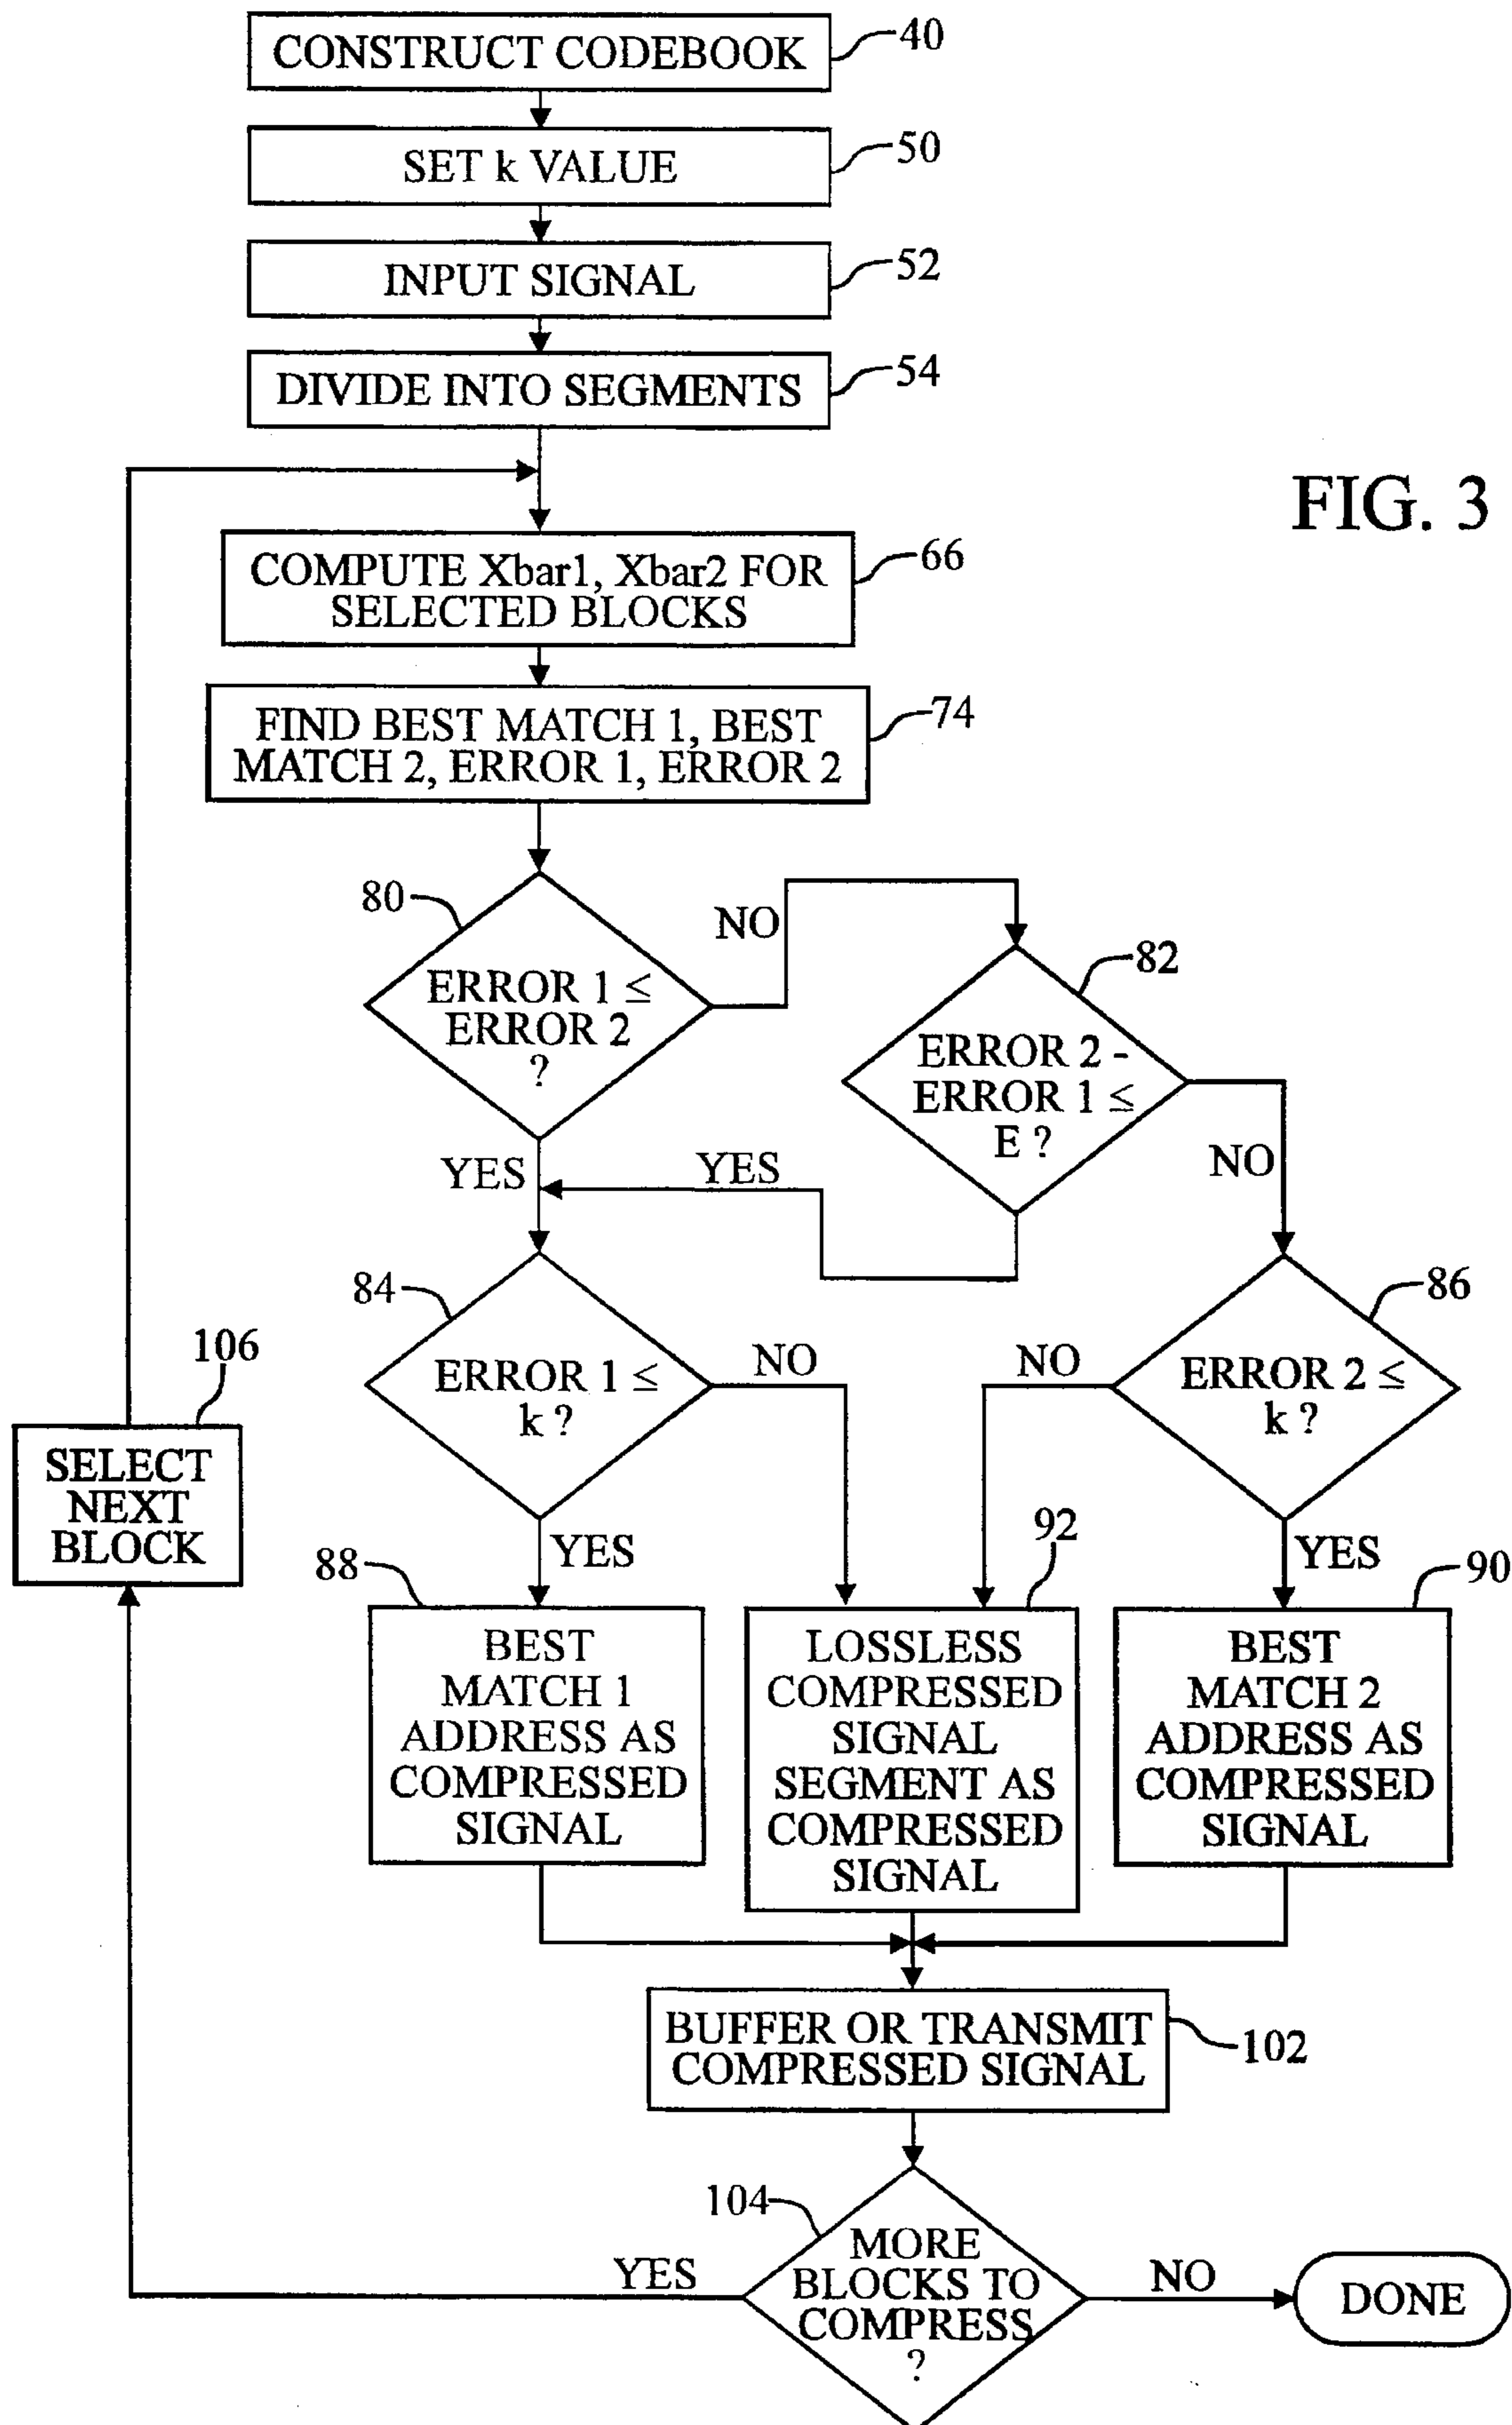 CONSTRUCT CODEBOOK
40
SET k VALUE
50
INPUT SIGNAL
52
DIVIDE INTO SEGMENTS
54
FIG. 3
COMPUTE Xbar1, Xbar2 FOR
SELECTED BLOCKS
66
FIND BEST MATCH 1, BEST
MATCH 2, ERROR 1, ERROR 2
74
80
ERROR 1 ≤
ERROR 2
?
NO
82
ERROR 2 -
ERROR 1 ≤
E ?
YES
YES
NO
84
ERROR 1 ≤
k ?
NO
86
ERROR 2 ≤
k ?
NO
106
SELECT
NEXT
BLOCK
YES
YES
88
BEST
MATCH 1
ADDRESS AS
COMPRESSED
SIGNAL
92
LOSSLESS
COMPRESSED
SIGNAL
SEGMENT AS
COMPRESSED
SIGNAL
90
BEST
MATCH 2
ADDRESS AS
COMPRESSED
SIGNAL
BUFFER OR TRANSMIT
COMPRESSED SIGNAL
102
104
MORE
BLOCKS TO
COMPRESS
?
YES
NO
DONE